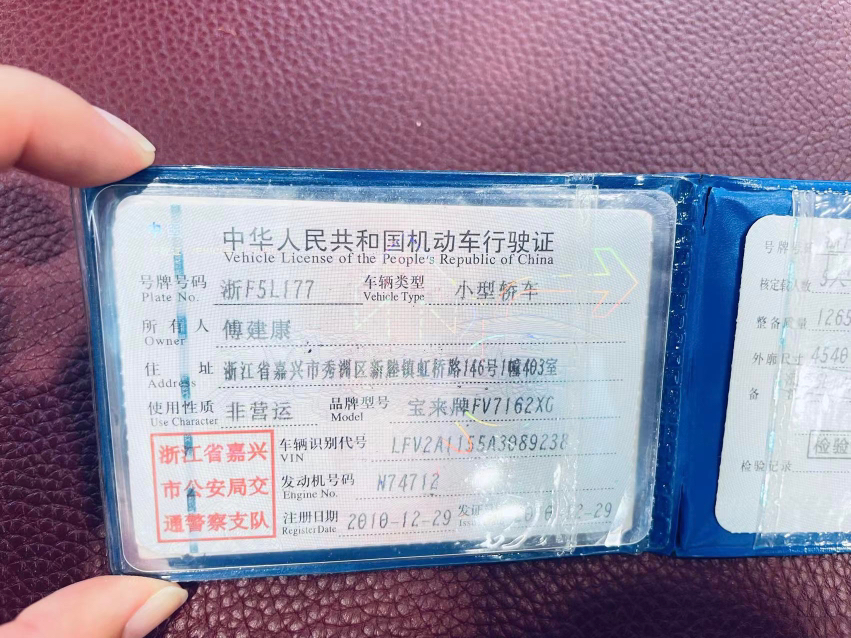 中华人民共和国机动车行驶证
Vehicle License of the People's Republic of China
号牌号码 浙F5L177 车辆类型 小型轿车
Plate No. Vehicle Type
所有人 傅建康
Owner
住址 浙江省嘉兴市秀洲区新塍镇虹桥路146号1幢403室
Address
使用性质 非营运 品牌型号 宝来牌FV7162XG
Use Character Model
浙江省嘉兴
市公安局交
通警察支队
车辆识别代号 LFV2A1155A3089238
VIN
发动机号码 N74712
Engine No.
注册日期 2010-12-29 发证
Register Date 2010-12-29
号牌号码
核定载人数 5人
整备质量 1265
外廓尺寸 4540
备
检验记录 检验